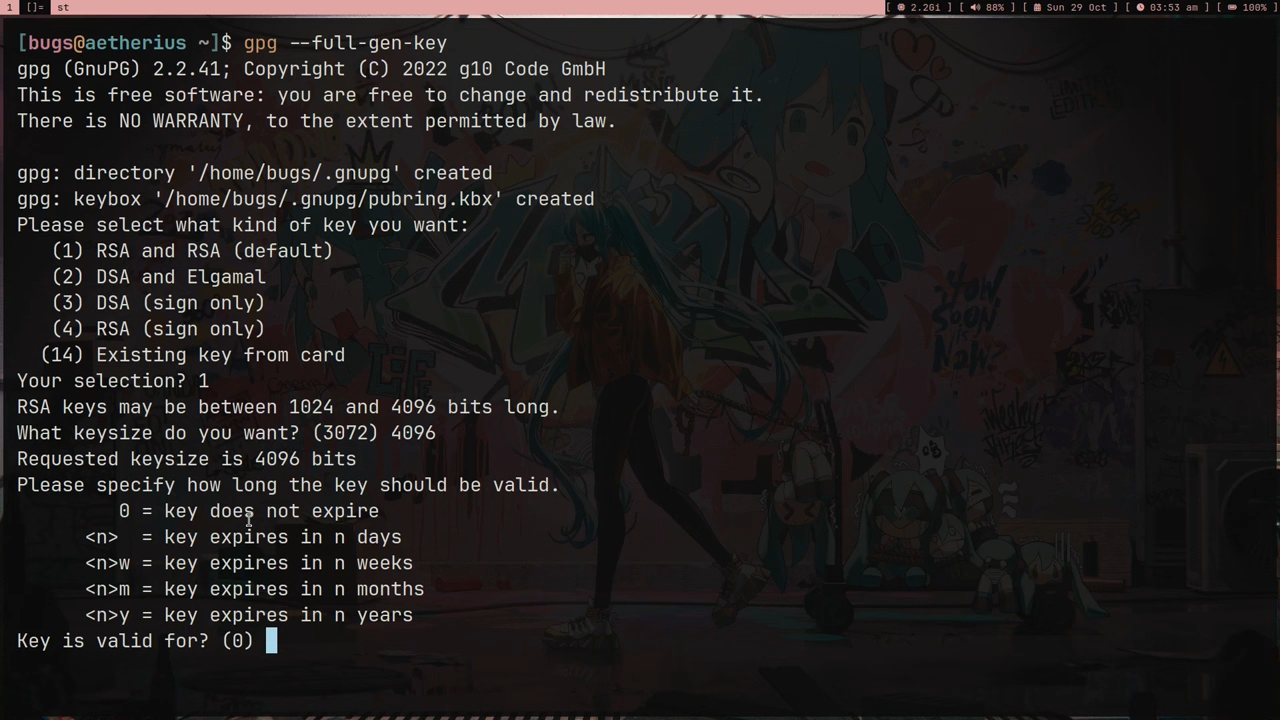 1 []= st [ 2.2Gi ] [ 88% ] [ Sun 29 Oct ] [ 03:53 am ] [ 100% ]
[bugs@aetherius ~]$ gpg --full-gen-key
gpg (GnuPG) 2.2.41; Copyright (C) 2022 g10 Code GmbH
This is free software: you are free to change and redistribute it.
There is NO WARRANTY, to the extent permitted by law.
gpg: directory '/home/bugs/.gnupg' created
gpg: keybox '/home/bugs/.gnupg/pubring.kbx' created
Please select what kind of key you want:
(1) RSA and RSA (default)
(2) DSA and Elgamal
(3) DSA (sign only)
(4) RSA (sign only)
(14) Existing key from card
Your selection? 1
RSA keys may be between 1024 and 4096 bits long.
What keysize do you want? (3072) 4096
Requested keysize is 4096 bits
Please specify how long the key should be valid.
0 = key does not expire
<n> = key expires in n days
<n>w = key expires in n weeks
<n>m = key expires in n months
<n>y = key expires in n years
Key is valid for? (0)
YOU
SOON
IS
NOW?